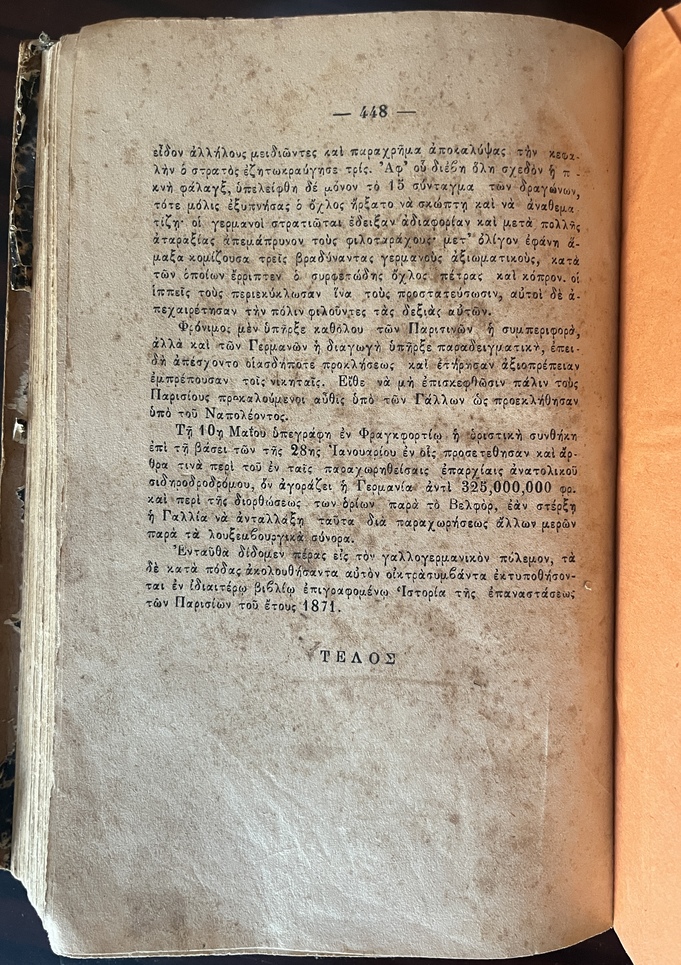 — 448 —
εἶδον ἀλλήλους μειδιῶντες καὶ παραχρῆμα ἀποκαλύψας τὴν κεφα-
λὴν ὁ στρατὸς ἐζητωκραύγησε τρίς. Ἀφ' οὗ διέβη ὅλη σχεδὸν ἡ
κνὴ φάλαγξ, ὑπελείφθη δὲ μόνον τὸ 15 σύνταγμα τῶν δραγώνων,
τότε μόλις ἐξυπνήσας ὁ ὄχλος ἤρξατο νὰ σκώπτῃ καὶ νὰ ἀναθεμα
τίζῃ· οἱ γερμανοὶ στρατιῶται ἔδειξαν ἀδιαφορίαν καὶ μετὰ πολλῆς
ἀταραξίας ἀπεμάκρυνον τοὺς φιλοταράχους· μετ' ὀλίγον ἐφάνη ἅ-
μαξα κομίζουσα τρεῖς βραδύναντας γερμανοὺς ἀξιωματικοὺς, κατὰ
τῶν ὁποίων ἔρριπτεν ὁ συρφετώδης ὄχλος πέτρας καὶ κόπρον. οἱ
ἱππεῖς τοὺς περιεκύκλωσαν ἵνα τοὺς προστατεύσωσιν, αὐτοὶ δὲ ἀ-
πεχαιρέτησαν τὴν πόλιν φιλοῦντες τὰς δεξιὰς αὐτῶν.
Φρόνιμος μὲν ὑπῆρξε καθόλου τῶν Παρισινῶν ἡ συμπεριφορὰ,
ἀλλὰ καὶ τῶν Γερμανῶν ἡ διαγωγὴ ὑπῆρξε παραδειγματικὴ, ἐπει-
δὴ ἀπέσχοντο οἱασδήποτε προκλήσεως καὶ ἐτήρησαν ἀξιοπρέπειαν
ἐμπρέπουσαν τοῖς νικηταῖς. Εἴθε νὰ μὴ ἐπισκεφθῶσιν πάλιν τοὺς
Παρισίους προκαλούμενοι αὖθις ὑπὸ τῶν Γάλλων ὡς προεκλήθησαν
ὑπὸ τοῦ Ναπολέοντος.
Τῇ 10ῃ Μαΐου ὑπεγράφη ἐν Φραγκφορτίῳ ἡ ὁριστικὴ συνθήκη
ἐπὶ τῇ βάσει τῶν τῆς 28ης Ἰανουαρίου ἐν οἷς προσετέθησαν καὶ ἄρ-
θρα τινὰ περὶ τοῦ ἐν ταῖς παραχωρηθείσαις ἐπαρχίαις ἀνατολικοῦ
σιδηροδροδρόμου, ὃν ἀγοράζει ἡ Γερμανία ἀντὶ 325,000,000 φρ.
καὶ περὶ τῆς διορθώσεως των ὁρίων παρὰ τὸ Βελφὸρ, ἐὰν στέρξῃ
ἡ Γαλλία νὰ ἀνταλλάξῃ ταῦτα διὰ παραχωρήσεως ἄλλων μερῶν
παρὰ τὰ λουξεμβουργικὰ σύνορα.
Ἐνταῦθα δίδομεν πέρας εἰς τὸν γαλλογερμανικὸν πόλεμον, τὰ
δὲ κατὰ πόδας ἀκολουθήσαντα αὐτὸν οἰκτρὰ συμβάντα ἐκτυποθήσον-
ται ἐν ἰδιαιτέρῳ βιβλίῳ ἐπιγραφομένῳ Ἱστορία τῆς ἐπαναστάσεως
τῶν Παρισίων τοῦ ἔτους 1871.
ΤΕΛΟΣ